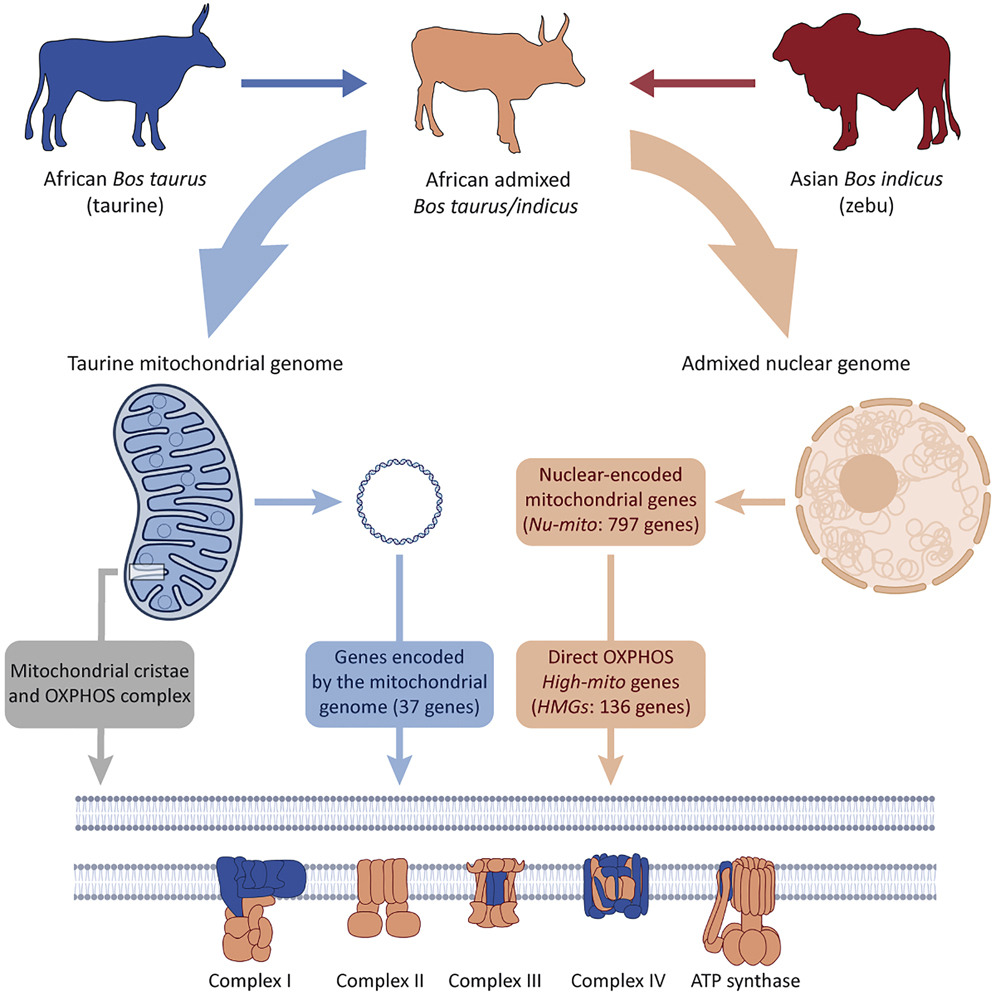 African Bos taurus
(taurine)
African admixed
Bos taurus/indicus
Asian Bos indicus
(zebu)
Taurine mitochondrial genome
Admixed nuclear genome
Nuclear-encoded
mitochondrial genes
(Nu-mito: 797 genes)
Mitochondrial cristae
and OXPHOS complex
Genes encoded
by the mitochondrial
genome (37 genes)
Direct OXPHOS
High-mito genes
(HMGs: 136 genes)
Complex I
Complex II
Complex III
Complex IV
ATP synthase